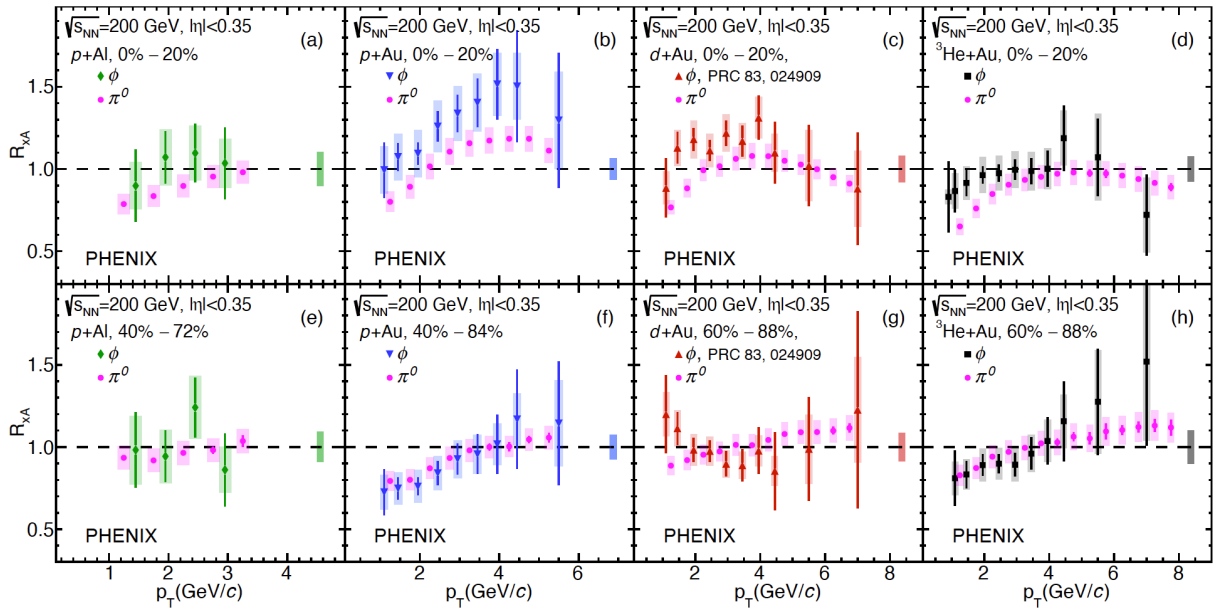 √sNN=200 GeV, |η|<0.35
(a)
p+Al, 0% – 20%
ϕ
π0
PHENIX
√sNN=200 GeV, |η|<0.35
(b)
p+Au, 0% – 20%
ϕ
π0
PHENIX
√sNN=200 GeV, |η|<0.35
(c)
d+Au, 0% – 20%,
ϕ, PRC 83, 024909
π0
PHENIX
√sNN=200 GeV, |η|<0.35
(d)
3He+Au, 0% – 20%
ϕ
π0
PHENIX
RxA
1.5
1.0
0.5
√sNN=200 GeV, |η|<0.35
(e)
p+Al, 40% – 72%
ϕ
π0
PHENIX
√sNN=200 GeV, |η|<0.35
(f)
p+Au, 40% – 84%
ϕ
π0
PHENIX
√sNN=200 GeV, |η|<0.35
(g)
d+Au, 60% – 88%,
ϕ, PRC 83, 024909
π0
PHENIX
√sNN=200 GeV, |η|<0.35
(h)
3He+Au, 60% – 88%
ϕ
π0
PHENIX
RxA
1.5
1.0
0.5
1 2 3 4
2 4 6
2 4 6 8
2 4 6 8
pT(GeV/c)
pT(GeV/c)
pT(GeV/c)
pT(GeV/c)